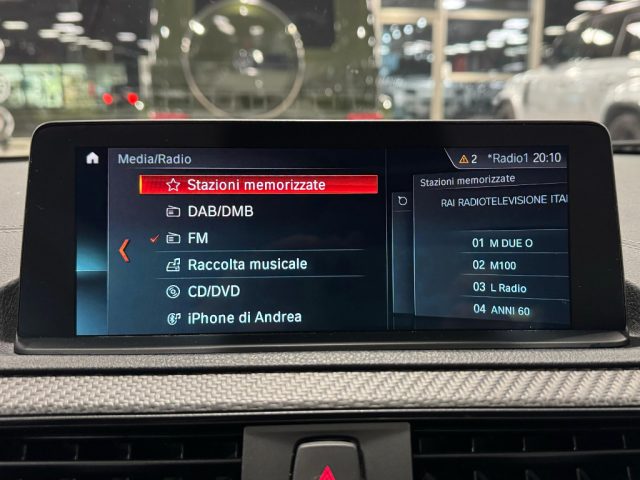 Media/Radio
2 *Radio1 20:10
Stazioni memorizzate
DAB/DMB
FM
Raccolta musicale
CD/DVD
iPhone di Andrea
Stazioni memorizzate
RAI RADIOTELEVISIONE ITAI
01 M DUE O
02 M100
03 L Radio
04 ANNI 60